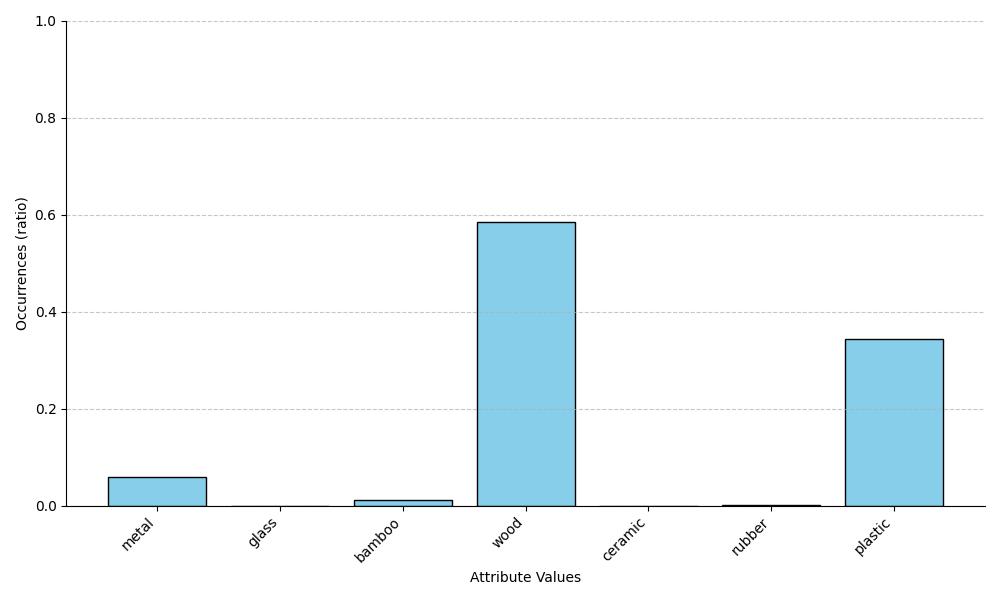 1.0
0.8
0.6
0.4
0.2
0.0
Occurrences (ratio)
metal
glass
bamboo
wood
ceramic
rubber
plastic
Attribute Values